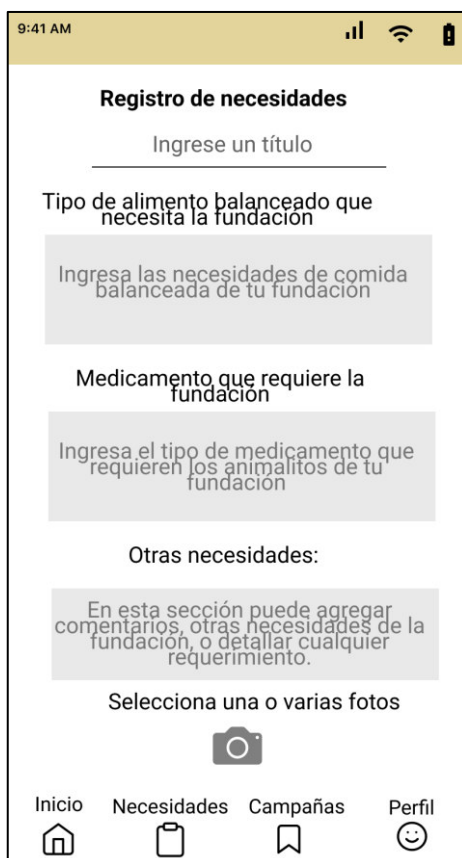 9:41 AM
Registro de necesidades
Ingrese un título
Tipo de alimento balanceado que
necesita la fundación
Ingresa las necesidades de comida
balanceada de tu fundación
Medicamento que requiere la
fundación
Ingresa el tipo de medicamento que
requieren los animalitos de tu
fundación
Otras necesidades:
En esta sección puede agregar
comentarios, otras necesidades de la
fundación, o detallar cualquier
requerimiento.
Selecciona una o varias fotos
Inicio Necesidades Campañas Perfil